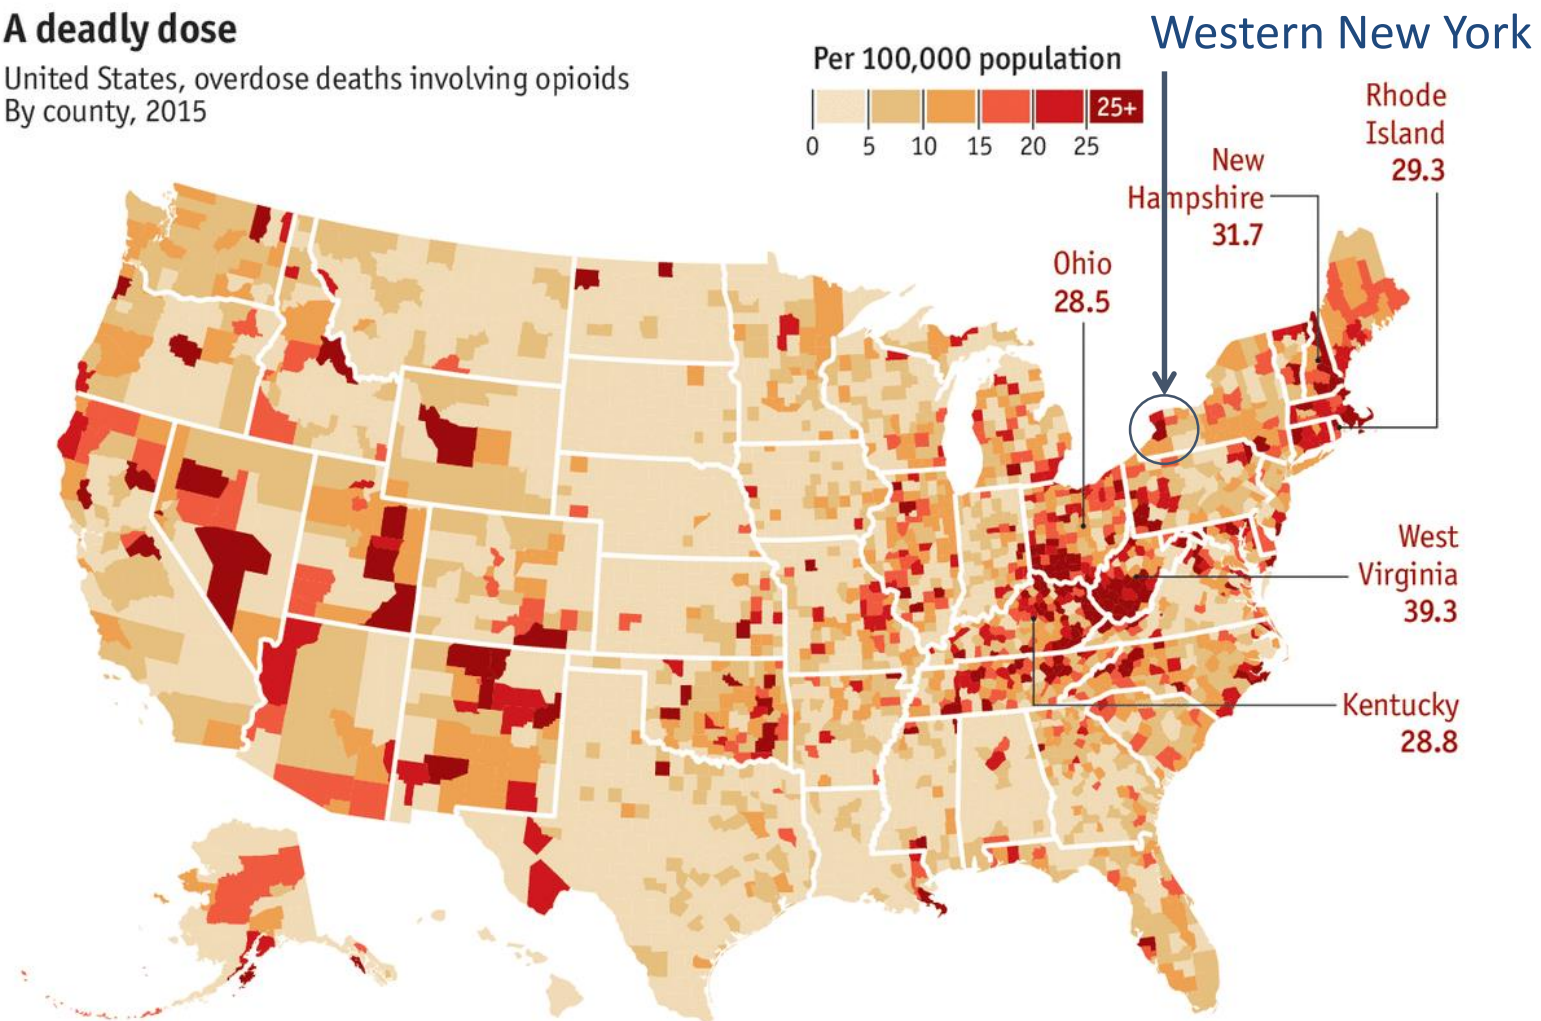 A deadly dose
United States, overdose deaths involving opioids
By county, 2015
Per 100,000 population
25+
0 5 10 15 20 25
Western New York
Rhode
Island
29.3
New
Hampshire
31.7
Ohio
28.5
West
Virginia
39.3
Kentucky
28.8